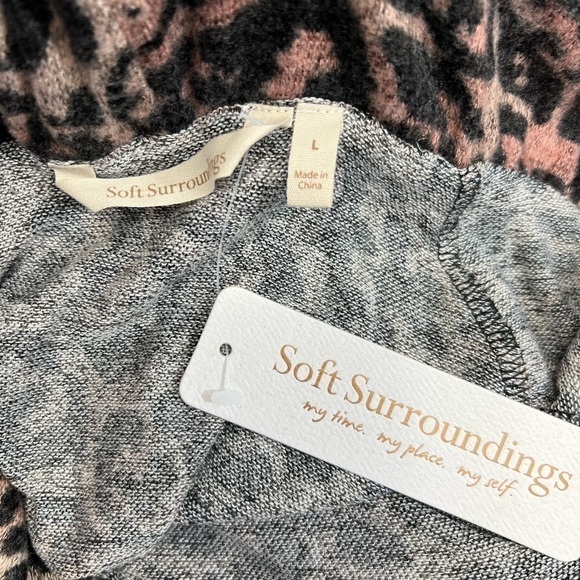 Soft Surroundings
L
Made in
China
Soft Surroundings
my time. my place. my self.